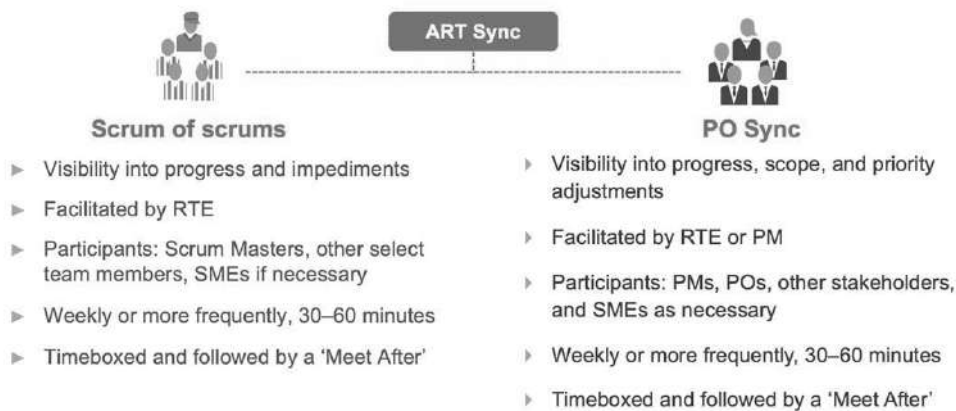 ART Sync
Scrum of scrums
Visibility into progress and impediments
Facilitated by RTE
Participants: Scrum Masters, other select
team members, SMEs if necessary
Weekly or more frequently, 30–60 minutes
Timeboxed and followed by a ‘Meet After’
PO Sync
Visibility into progress, scope, and priority
adjustments
Facilitated by RTE or PM
Participants: PMs, POs, other stakeholders,
and SMEs as necessary
Weekly or more frequently, 30–60 minutes
Timeboxed and followed by a ‘Meet After’